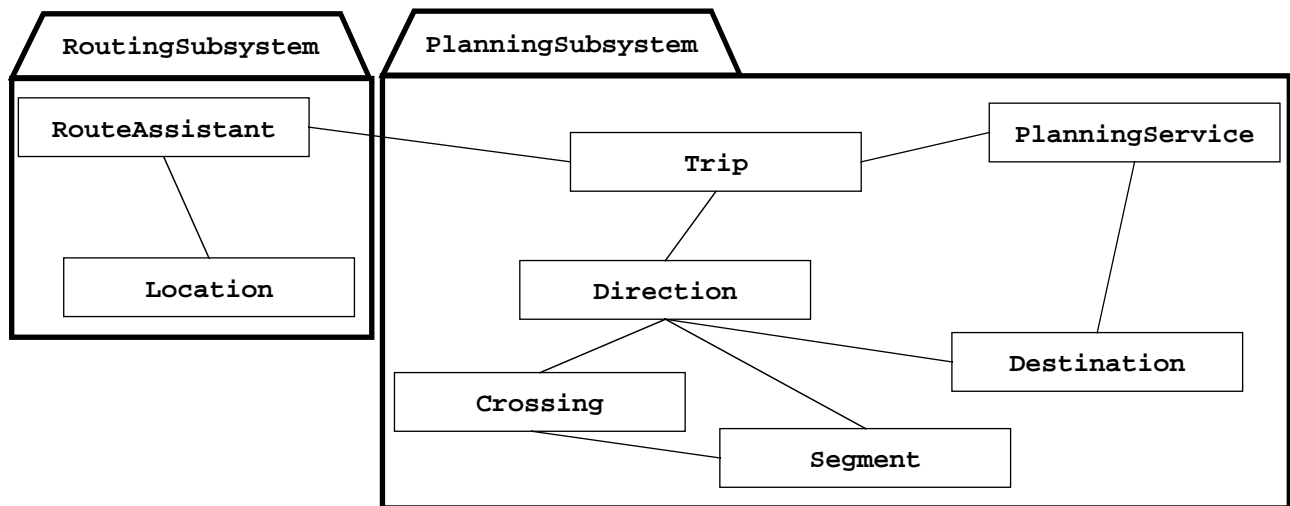 RoutingSubsystem
PlanningSubsystem
RouteAssistant
PlanningService
Trip
Location
Direction
Destination
Crossing
Segment